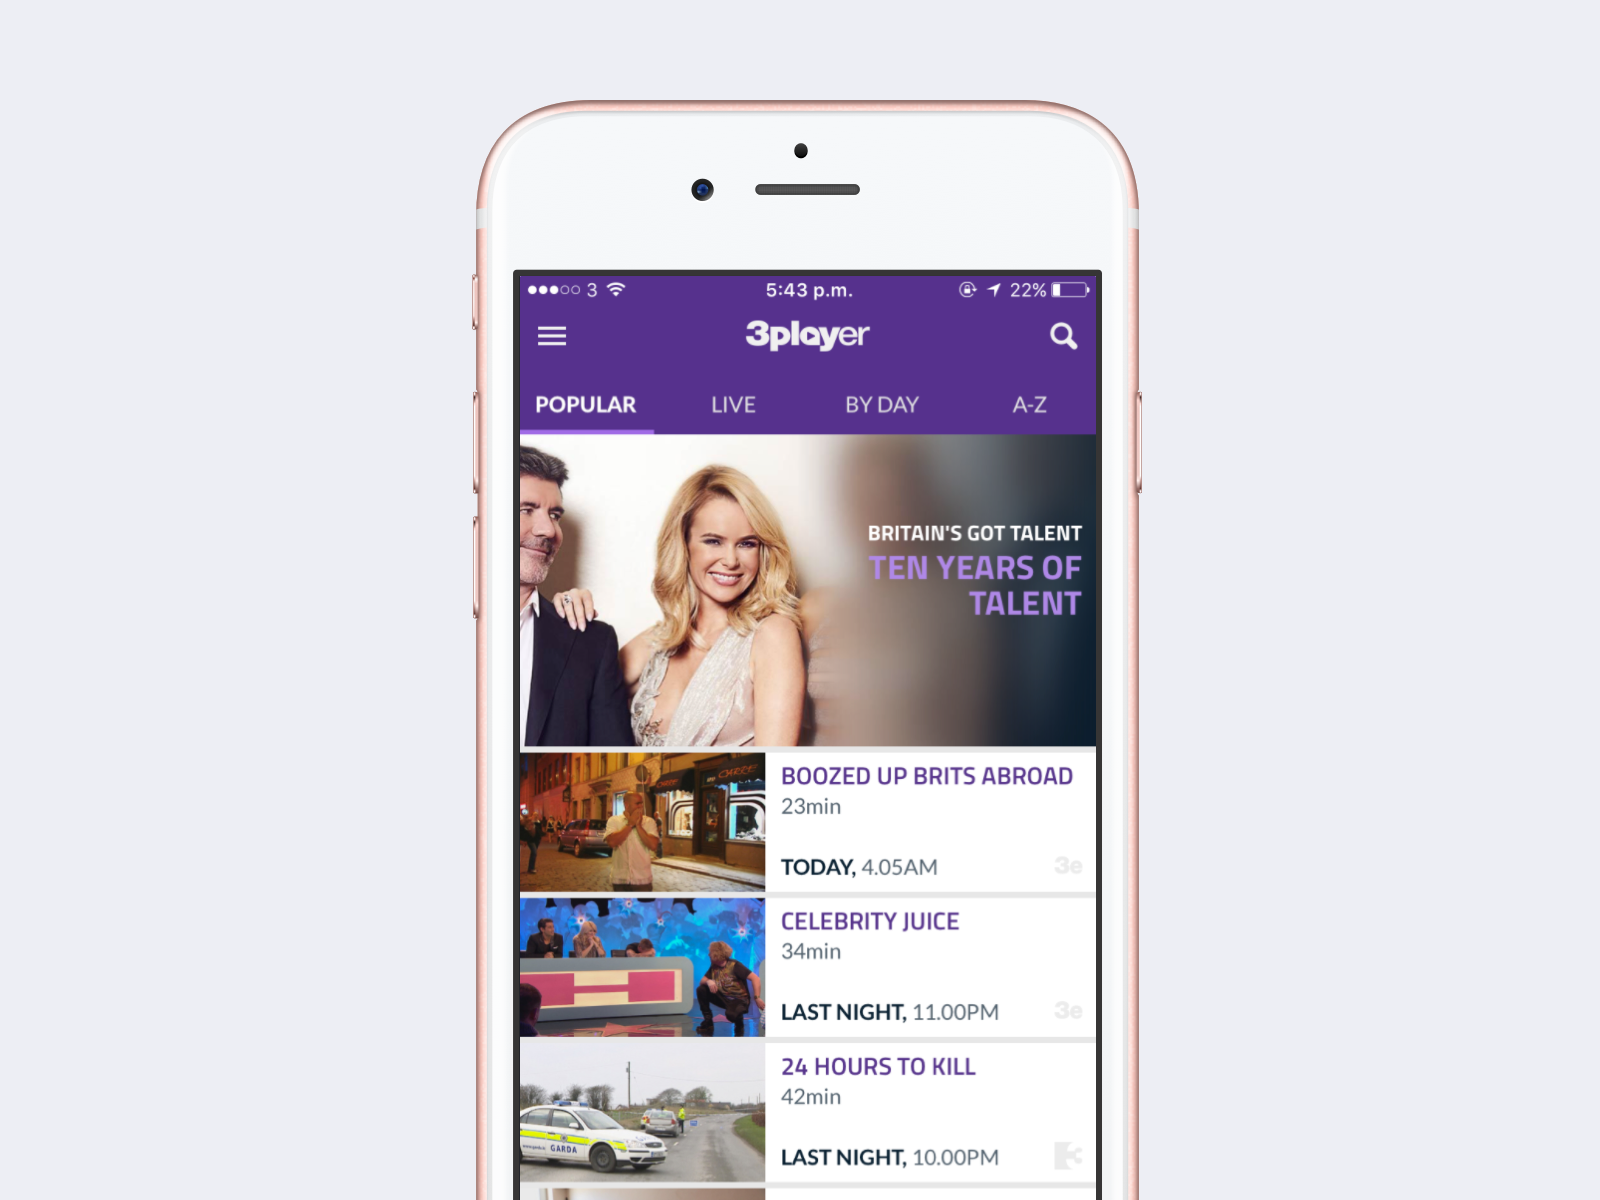 3
5:43 p.m.
22%
3player
POPULAR
LIVE
BY DAY
A-Z
BRITAIN'S GOT TALENT
TEN YEARS OF
TALENT
BOOZED UP BRITS ABROAD
23min
TODAY, 4.05AM
3e
CELEBRITY JUICE
34min
LAST NIGHT, 11.00PM
3e
GARDA
24 HOURS TO KILL
42min
LAST NIGHT, 10.00PM
3